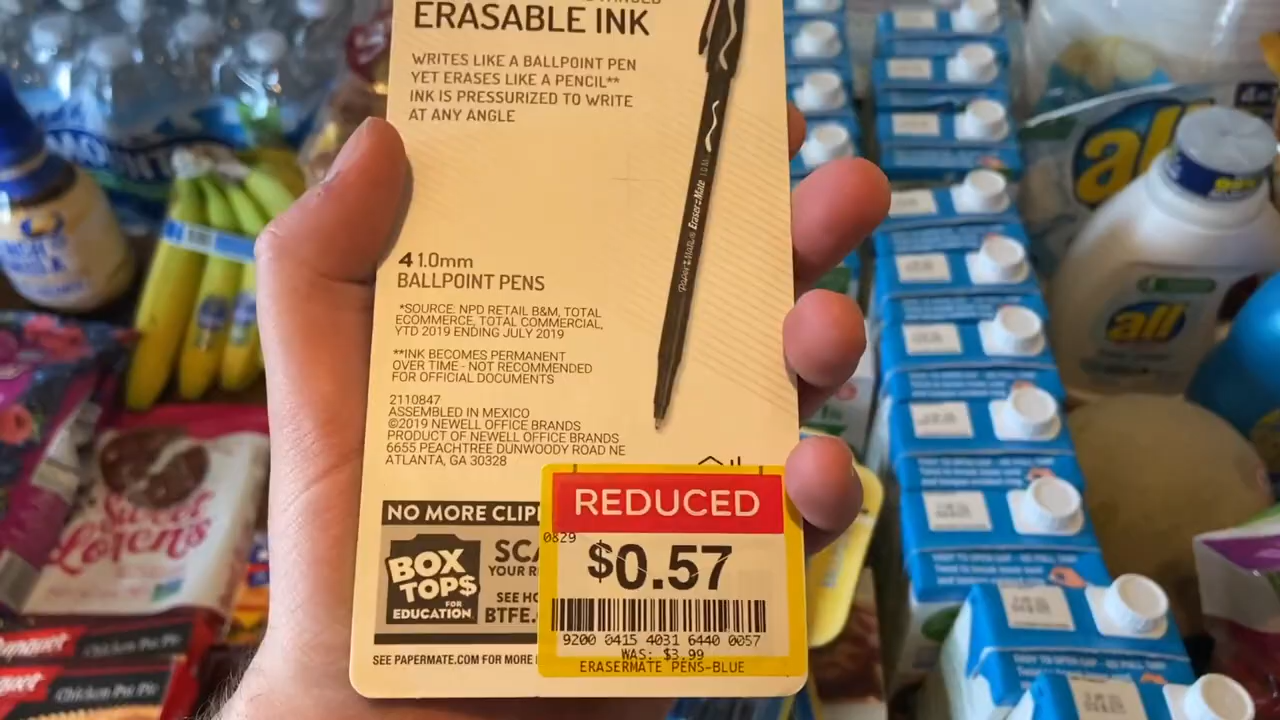 ERASABLE INK
WRITES LIKE A BALLPOINT PEN
YET ERASES LIKE A PENCIL**
INK IS PRESSURIZED TO WRITE
AT ANY ANGLE
PAPER MATE® EraserMate 1.0M
4 1.0mm
BALLPOINT PENS
*SOURCE: NPD RETAIL B&M, TOTAL
ECOMMERCE, TOTAL COMMERCIAL,
YTD 2019 ENDING JULY 2019
**INK BECOMES PERMANENT
OVER TIME - NOT RECOMMENDED
FOR OFFICIAL DOCUMENTS
2110847
ASSEMBLED IN MEXICO
©2019 NEWELL OFFICE BRANDS
PRODUCT OF NEWELL OFFICE BRANDS
6655 PEACHTREE DUNWOODY ROAD NE
ATLANTA, GA 30328
NO MORE CLIP
BOX
TOPS
FOR
EDUCATION
SCA
YOUR R
SEE HO
BTFE.
SEE PAPERMATE.COM FOR MORE
REDUCED
0829
$0.57
9200 0415 4031 6440 0057
WAS: $3.99
ERASERMATE PENS-BLUE
all
all
Sweet
Loren's
Banquet
Chicken Pot Pie
Chicken Pot Pie